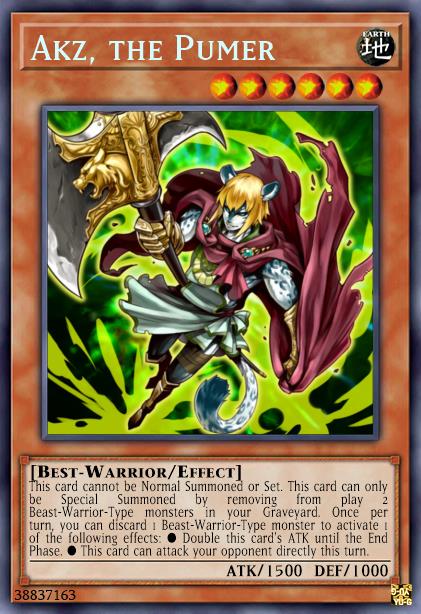 Akz, the Pumer
EARTH
地
[Best-Warrior/Effect]
This card cannot be Normal Summoned or Set. This card can only
be Special Summoned by removing from play 2
Beast-Warrior-Type monsters in your Graveyard. Once per
turn, you can discard 1 Beast-Warrior-Type monster to activate 1
of the following effects: ● Double this card's ATK until the End
Phase. ● This card can attack your opponent directly this turn.
ATK/1500 DEF/1000
38837163